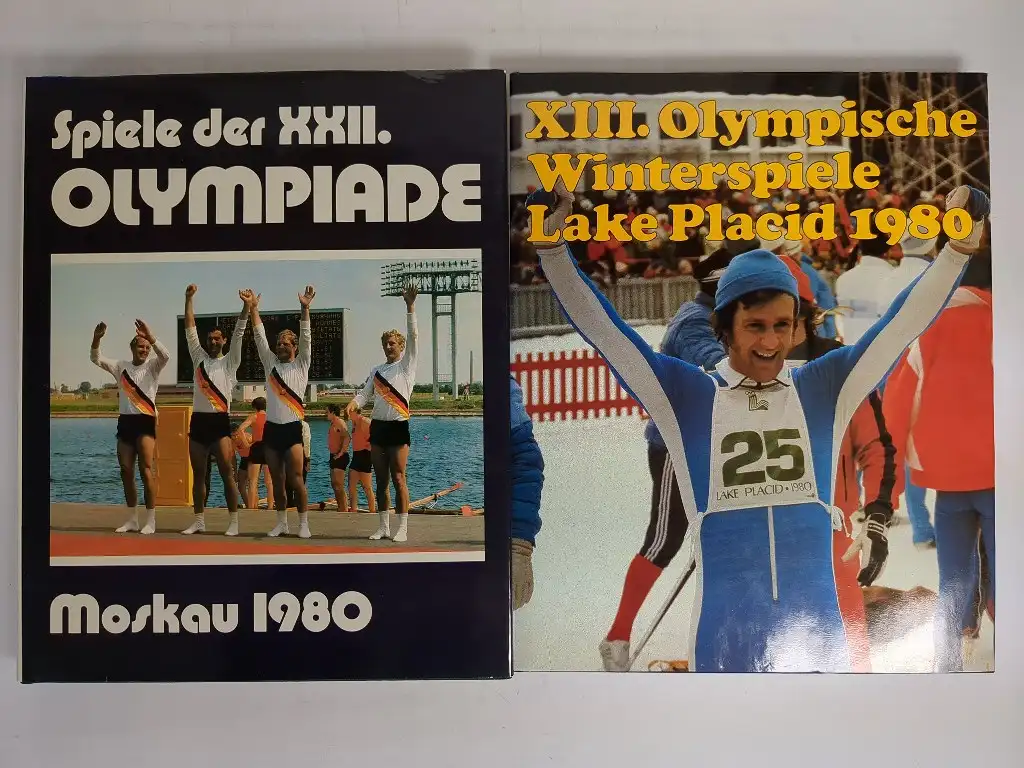 Spiele der XXII.
OLYMPIADE
Moskau 1980
XIII. Olympische
Winterspiele
Lake Placid 1980
25
LAKE PLACID • 1980